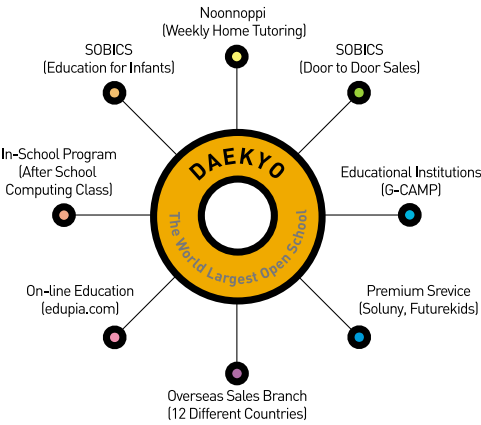 Noonnoppi
(Weekly Home Tutoring)
SOBICS
(Education for Infants)
SOBICS
(Door to Door Sales)
In-School Program
(After School
Computing Class)
DAEKYO
The World Largest Open School
Educational Institutions
(G-CAMP)
On-line Education
(edupia.com)
Premium Srevice
(Soluny, Futurekids)
Overseas Sales Branch
(12 Different Countries)